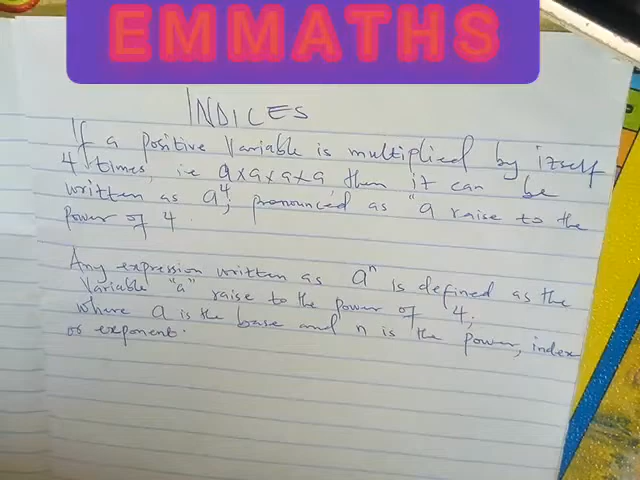 EMMATHS
INDICES
If a positive Variable is multiplied by itself
4 times, ie a x a x a x a then it can be
written as a⁴; pronounced as "a raise to the
power of 4.
Any expression written as aⁿ is defined as the
Variable "a" raise to the power of 4;
where a is the base and n is the power, index
or exponent.